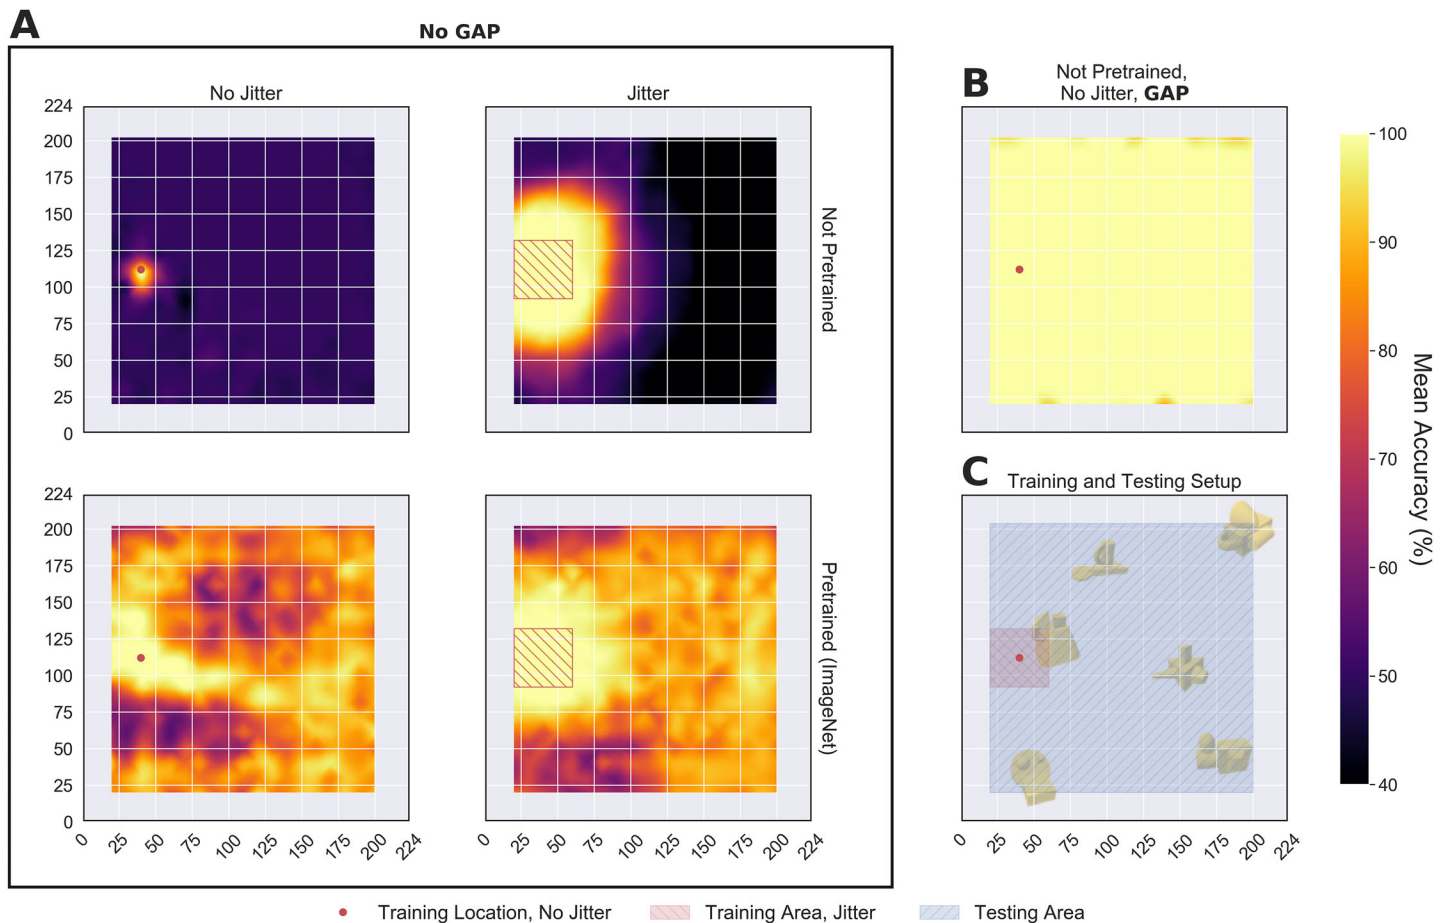 A
No GAP
No Jitter
Jitter
224
200
175
150
125
100
75
50
25
0
Not Pretrained
224
200
175
150
125
100
75
50
25
0
Pretrained (ImageNet)
0 25 50 75 100 125 150 175 200 224
0 25 50 75 100 125 150 175 200 224
B
Not Pretrained,
No Jitter, GAP
C
Training and Testing Setup
0 25 50 75 100 125 150 175 200 224
100
90
80
70
60
50
40
Mean Accuracy (%)
Training Location, No Jitter
Training Area, Jitter
Testing Area